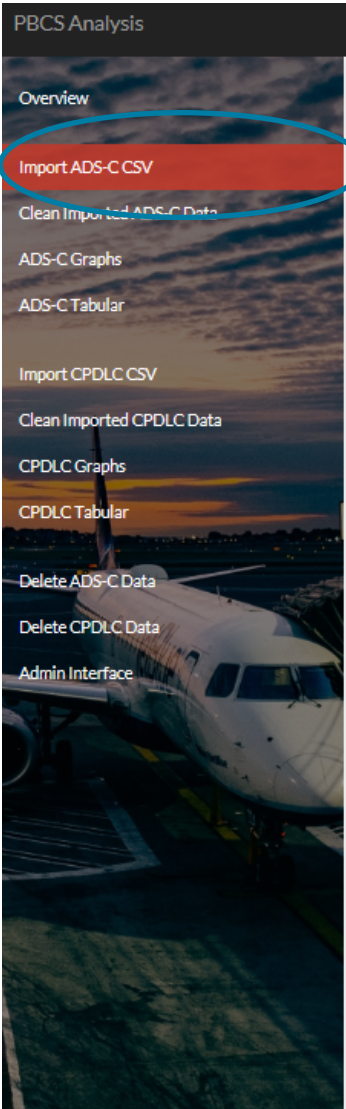 PBCS Analysis
Overview
Import ADS-C CSV
Clean Imported ADS-C Data
ADS-C Graphs
ADS-C Tabular
Import CPDLC CSV
Clean Imported CPDLC Data
CPDLC Graphs
CPDLC Tabular
Delete ADS-C Data
Delete CPDLC Data
Admin Interface